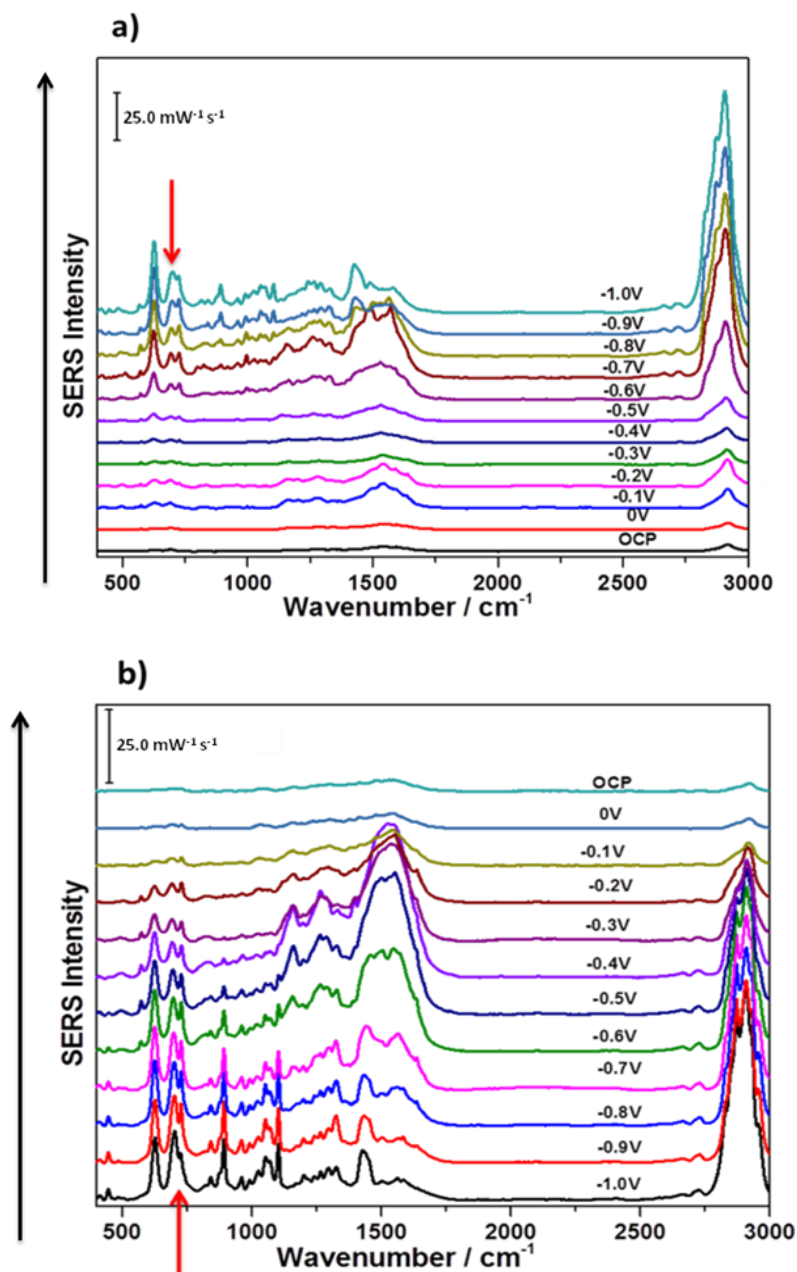 a)
25.0 mW⁻¹ s⁻¹
SERS Intensity
-1.0V
-0.9V
-0.8V
-0.7V
-0.6V
-0.5V
-0.4V
-0.3V
-0.2V
-0.1V
0V
OCP
500 1000 1500 2000 2500 3000
Wavenumber / cm⁻¹
b)
25.0 mW⁻¹ s⁻¹
SERS Intensity
OCP
0V
-0.1V
-0.2V
-0.3V
-0.4V
-0.5V
-0.6V
-0.7V
-0.8V
-0.9V
-1.0V
500 1000 1500 2000 2500 3000
Wavenumber / cm⁻¹